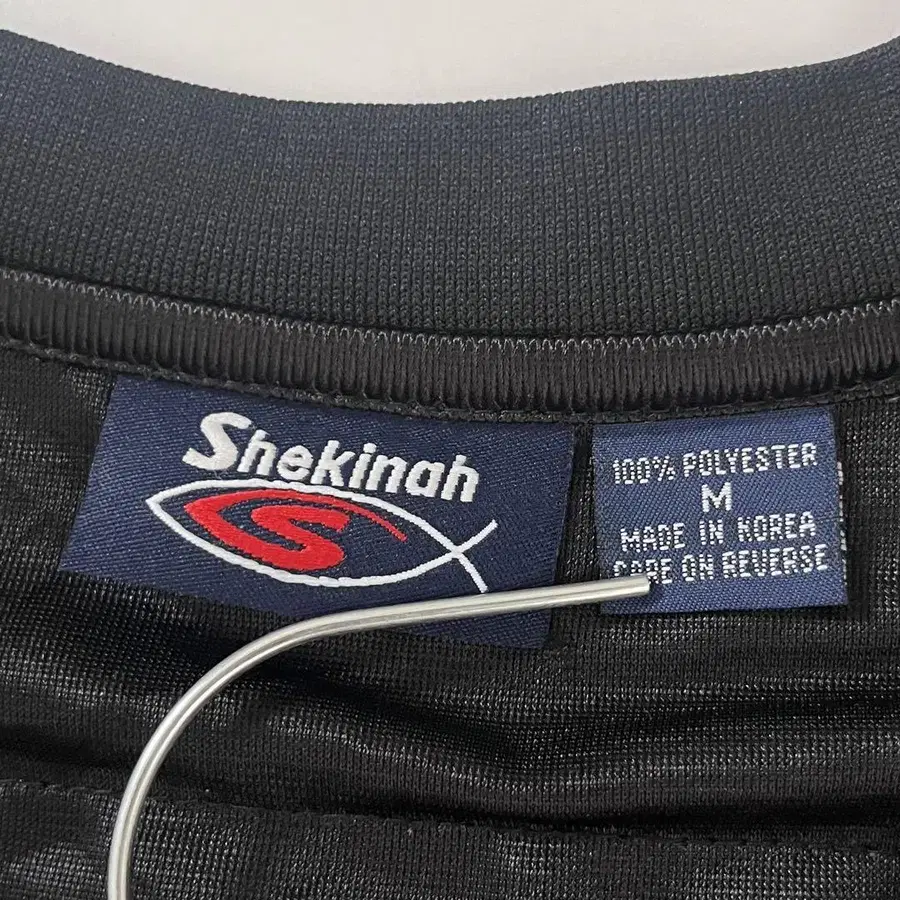 Shekinah
S
100% POLYESTER
M
MADE IN KOREA
CARE ON REVERSE